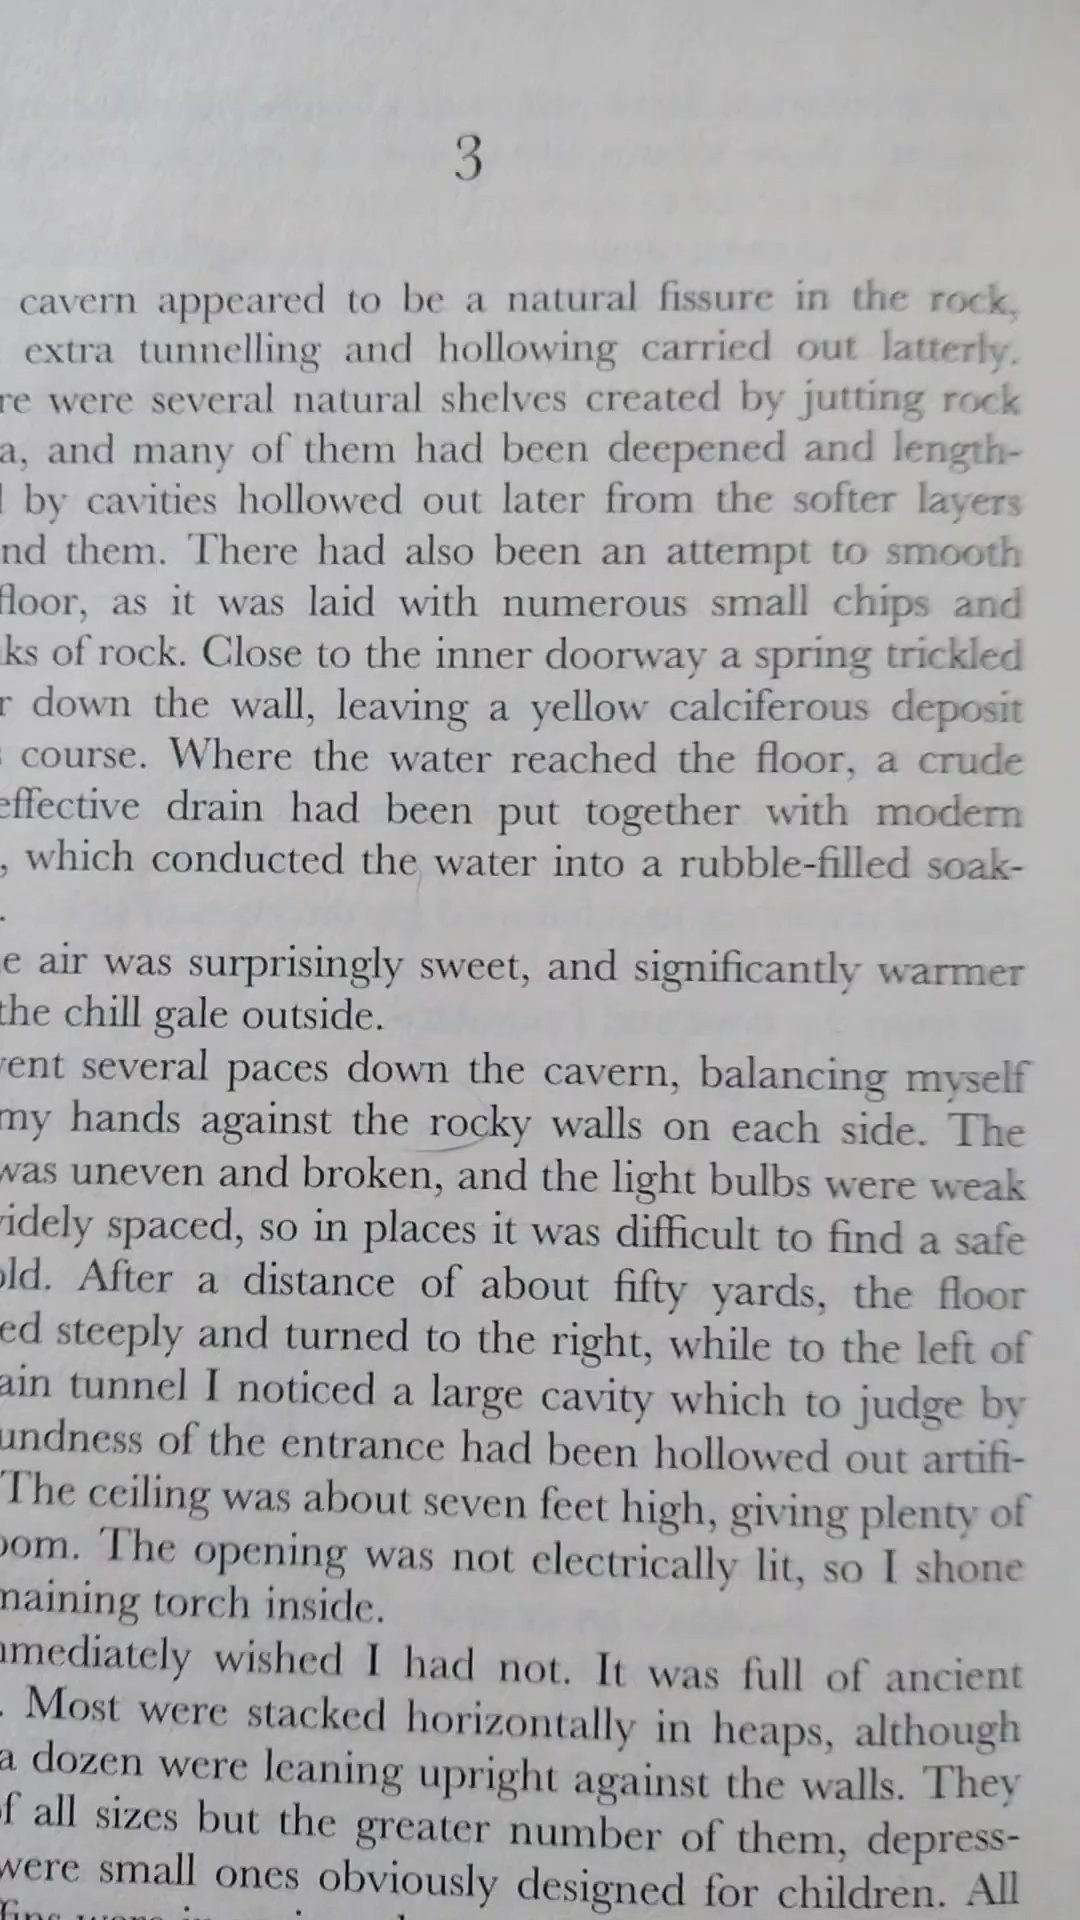 3
cavern appeared to be a natural fissure in the rock,
extra tunnelling and hollowing carried out latterly.
re were several natural shelves created by jutting rock
a, and many of them had been deepened and length-
by cavities hollowed out later from the softer layers
nd them. There had also been an attempt to smooth
floor, as it was laid with numerous small chips and
ks of rock. Close to the inner doorway a spring trickled
r down the wall, leaving a yellow calciferous deposit
course. Where the water reached the floor, a crude
effective drain had been put together with modern
, which conducted the water into a rubble-filled soak-
.
e air was surprisingly sweet, and significantly warmer
the chill gale outside.
ent several paces down the cavern, balancing myself
my hands against the rocky walls on each side. The
was uneven and broken, and the light bulbs were weak
idely spaced, so in places it was difficult to find a safe
old. After a distance of about fifty yards, the floor
ed steeply and turned to the right, while to the left of
ain tunnel I noticed a large cavity which to judge by
undness of the entrance had been hollowed out artifi-
The ceiling was about seven feet high, giving plenty of
oom. The opening was not electrically lit, so I shone
maining torch inside.
mmediately wished I had not. It was full of ancient
. Most were stacked horizontally in heaps, although
a dozen were leaning upright against the walls. They
of all sizes but the greater number of them, depress-
were small ones obviously designed for children. All